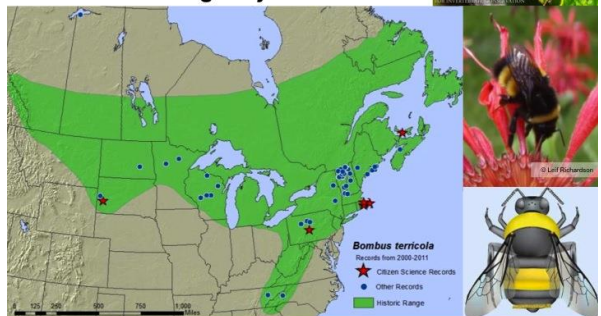 © Leif Richardson
Bombus terricola
Records from 2000-2011
Citizen Science Records
Other Records
Historic Range
0 125 250 500 750 1,000
Miles